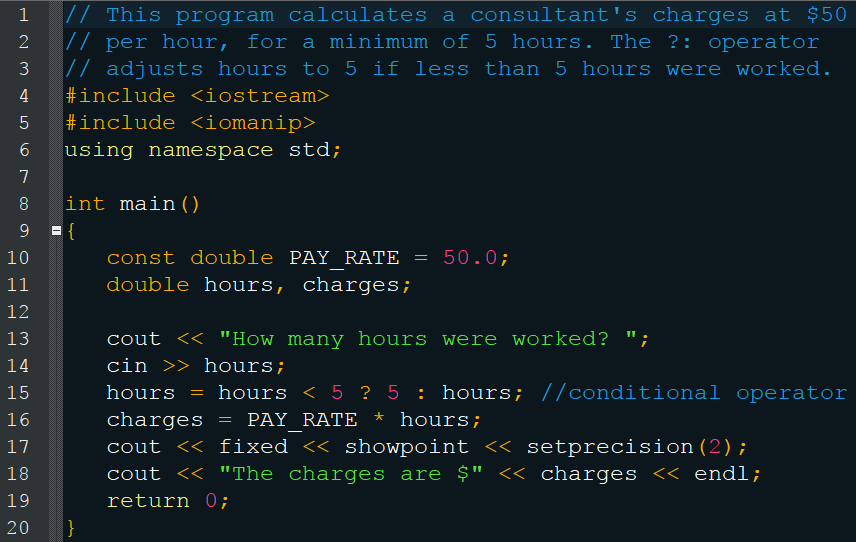 1 // This program calculates a consultant's charges at $50
2 // per hour, for a minimum of 5 hours. The ?: operator
3 // adjusts hours to 5 if less than 5 hours were worked.
4 #include <iostream>
5 #include <iomanip>
6 using namespace std;
7
8 int main()
9 {
10 const double PAY_RATE = 50.0;
11 double hours, charges;
12
13 cout << "How many hours were worked? ";
14 cin >> hours;
15 hours = hours < 5 ? 5 : hours; //conditional operator
16 charges = PAY_RATE * hours;
17 cout << fixed << showpoint << setprecision(2);
18 cout << "The charges are $" << charges << endl;
19 return 0;
20 }